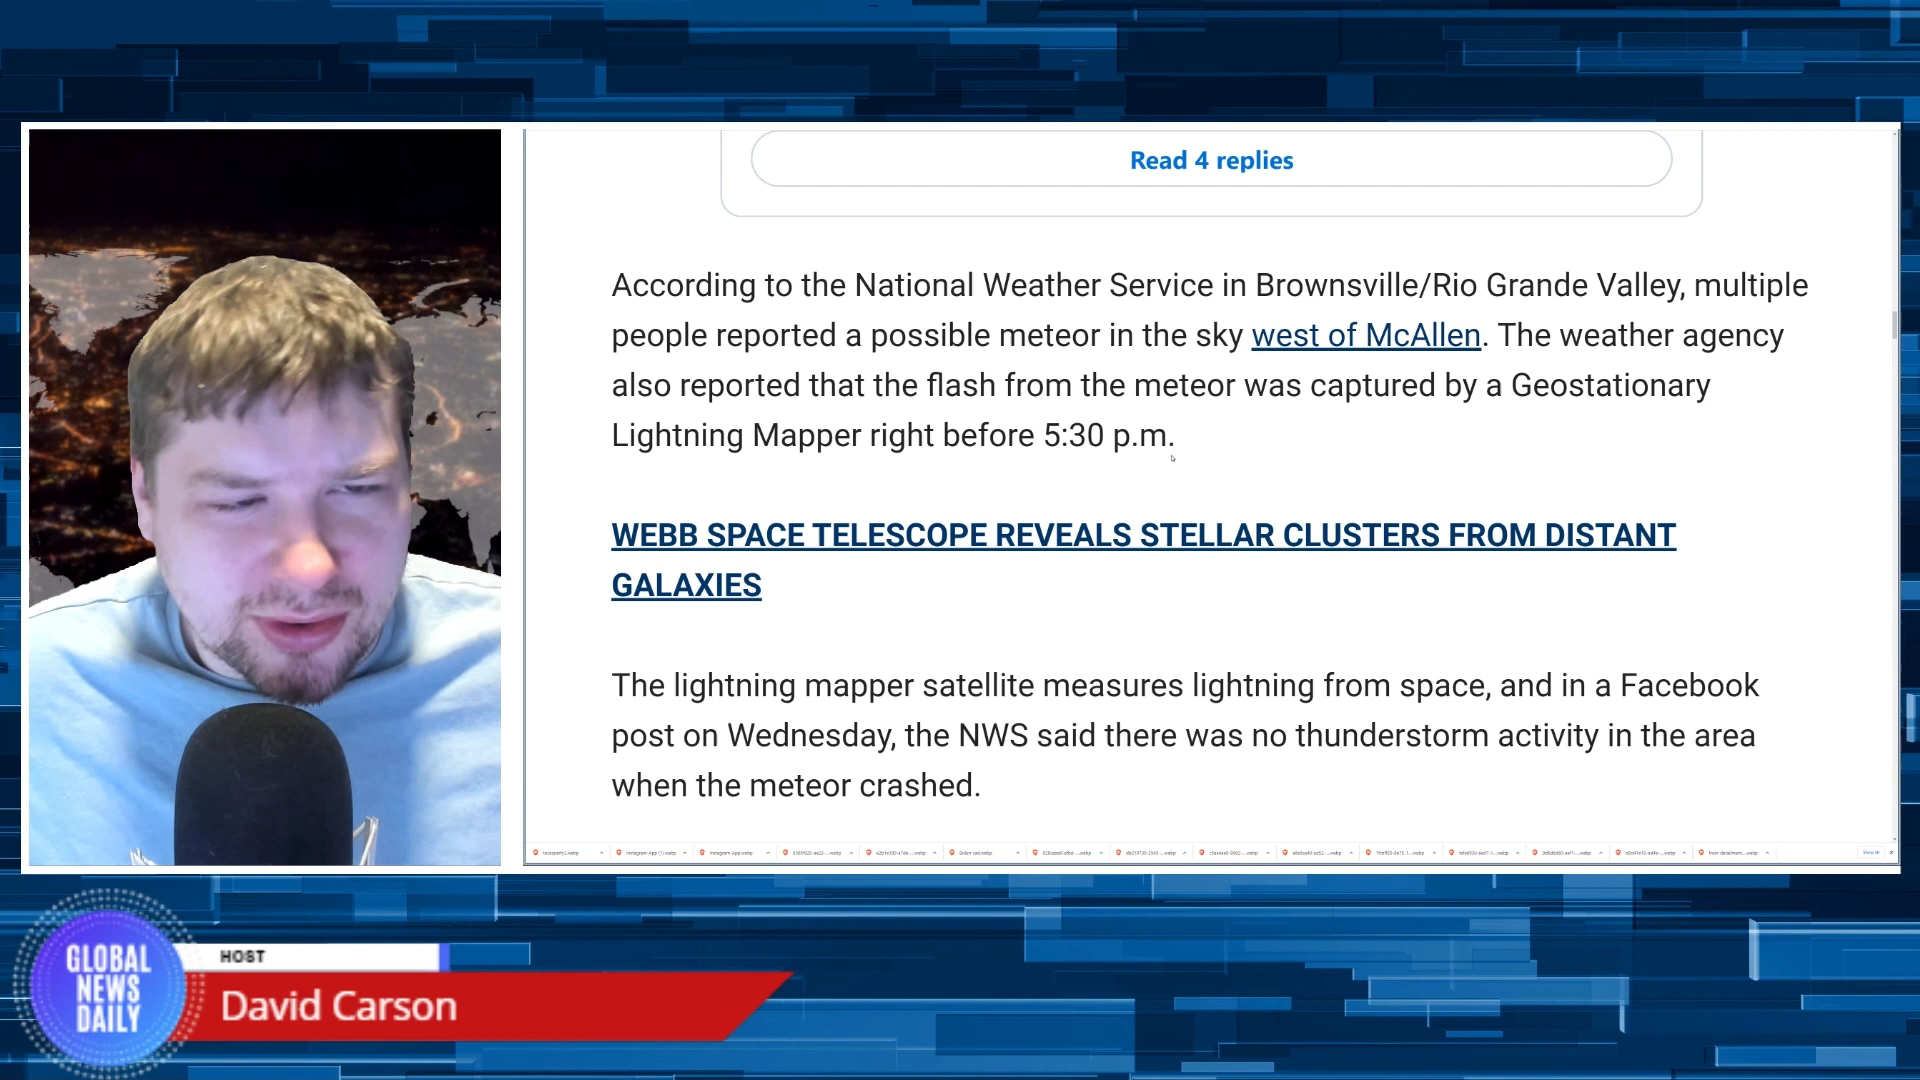 Read 4 replies
According to the National Weather Service in Brownsville/Rio Grande Valley, multiple
people reported a possible meteor in the sky west of McAllen. The weather agency
also reported that the flash from the meteor was captured by a Geostationary
Lightning Mapper right before 5:30 p.m.
WEBB SPACE TELESCOPE REVEALS STELLAR CLUSTERS FROM DISTANT
GALAXIES
The lightning mapper satellite measures lightning from space, and in a Facebook
post on Wednesday, the NWS said there was no thunderstorm activity in the area
when the meteor crashed.
Show all
GLOBAL
NEWS
DAILY
HOST
David Carson